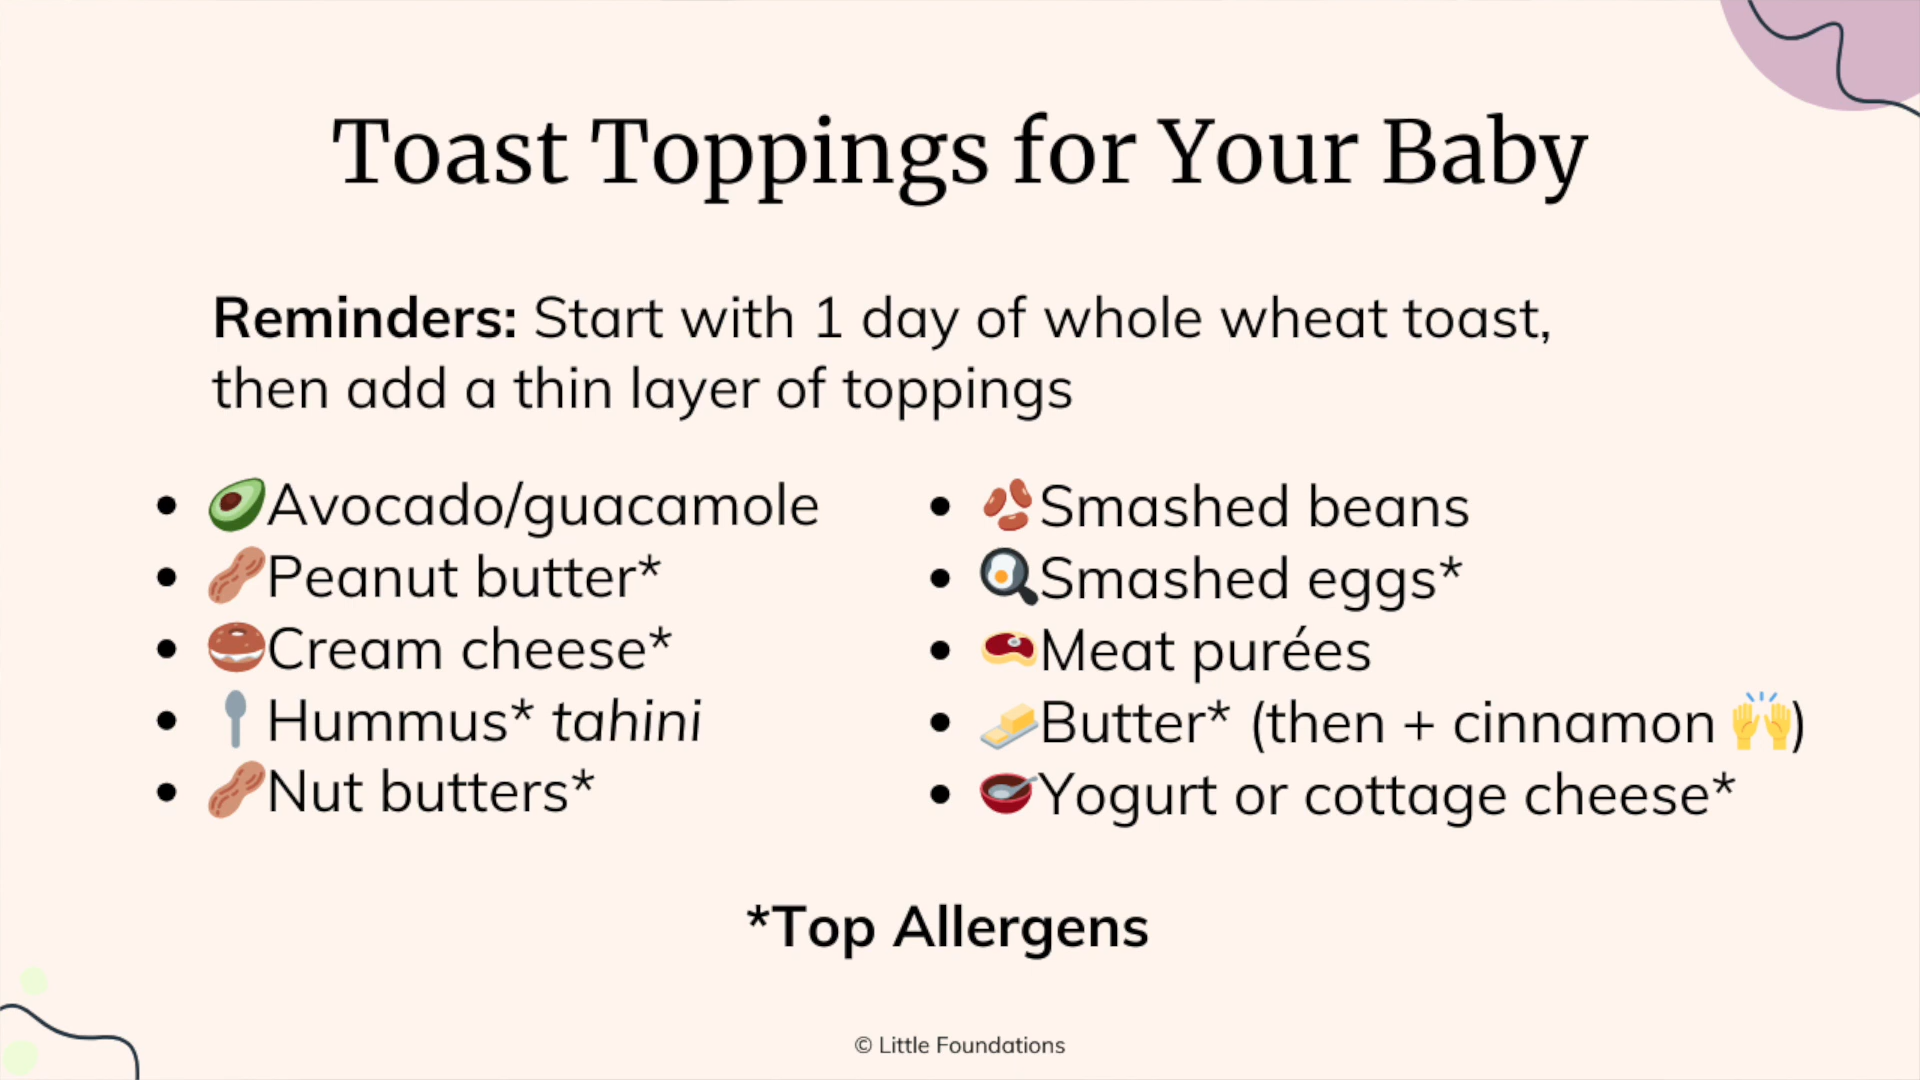 Toast Toppings for Your Baby
Reminders: Start with 1 day of whole wheat toast,
then add a thin layer of toppings
• 🥑Avocado/guacamole
• 🥜Peanut butter*
• 🥯Cream cheese*
• 🥄Hummus* tahini
• 🥜Nut butters*
• 🫘Smashed beans
• 🍳Smashed eggs*
• 🥩Meat purées
• 🧈Butter* (then + cinnamon 🙌)
• 🥣Yogurt or cottage cheese*
*Top Allergens
© Little Foundations